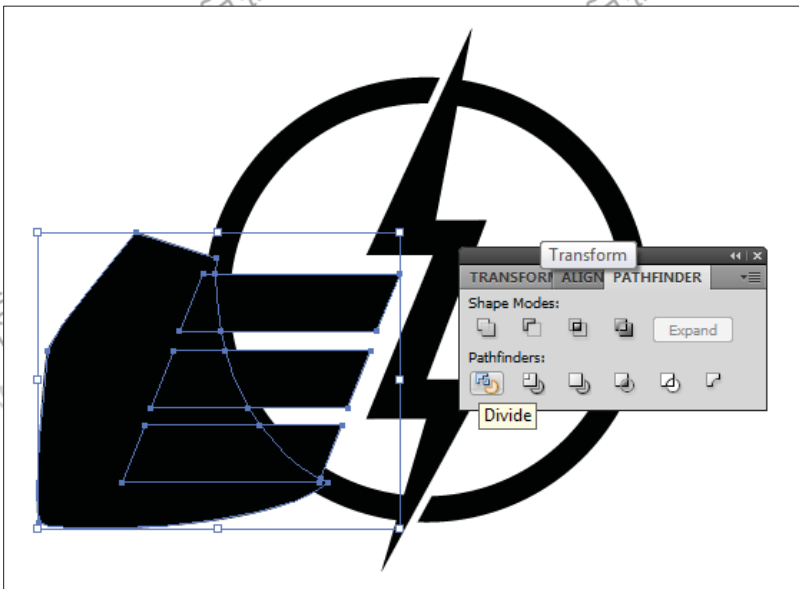 Transform
TRANSFORM ALIGN PATHFINDER
Shape Modes:
Expand
Pathfinders:
Divide